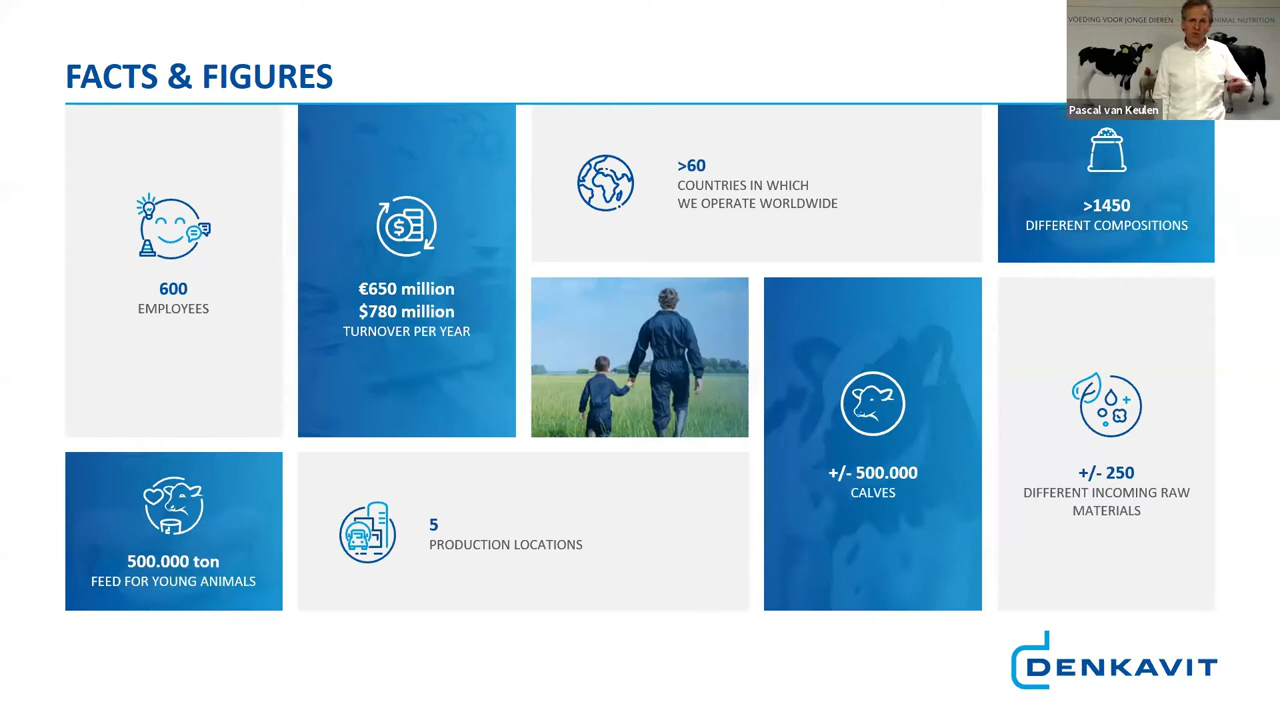 FACTS & FIGURES
VOEDING VOOR JONGE DIEREN
ANIMAL NUTRITION
Pascal van Keulen
600
EMPLOYEES
€650 million
$780 million
TURNOVER PER YEAR
>60
COUNTRIES IN WHICH
WE OPERATE WORLDWIDE
>1450
DIFFERENT COMPOSITIONS
+/- 500.000
CALVES
+/- 250
DIFFERENT INCOMING RAW
MATERIALS
500.000 ton
FEED FOR YOUNG ANIMALS
5
PRODUCTION LOCATIONS
DENKAVIT